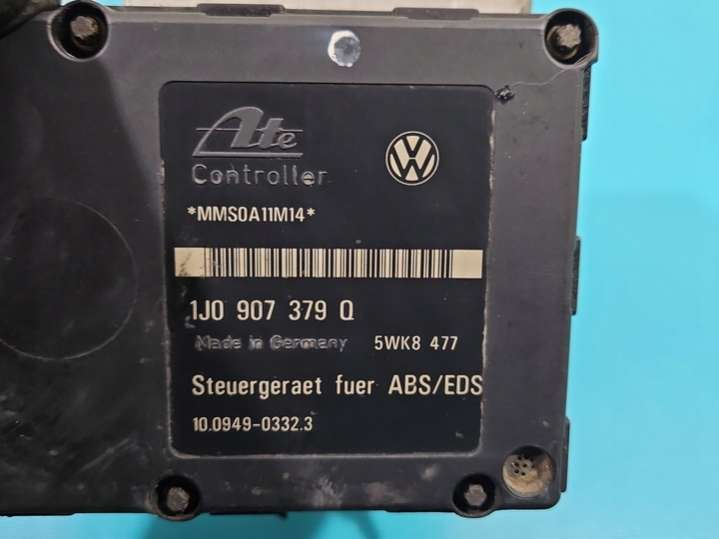 Ate
VW
Controller
*MMS0A11M14*
1J0 907 379 Q
Made in Germany 5WK8 477
Steuergeraet fuer ABS/EDS
10.0949-0332.3